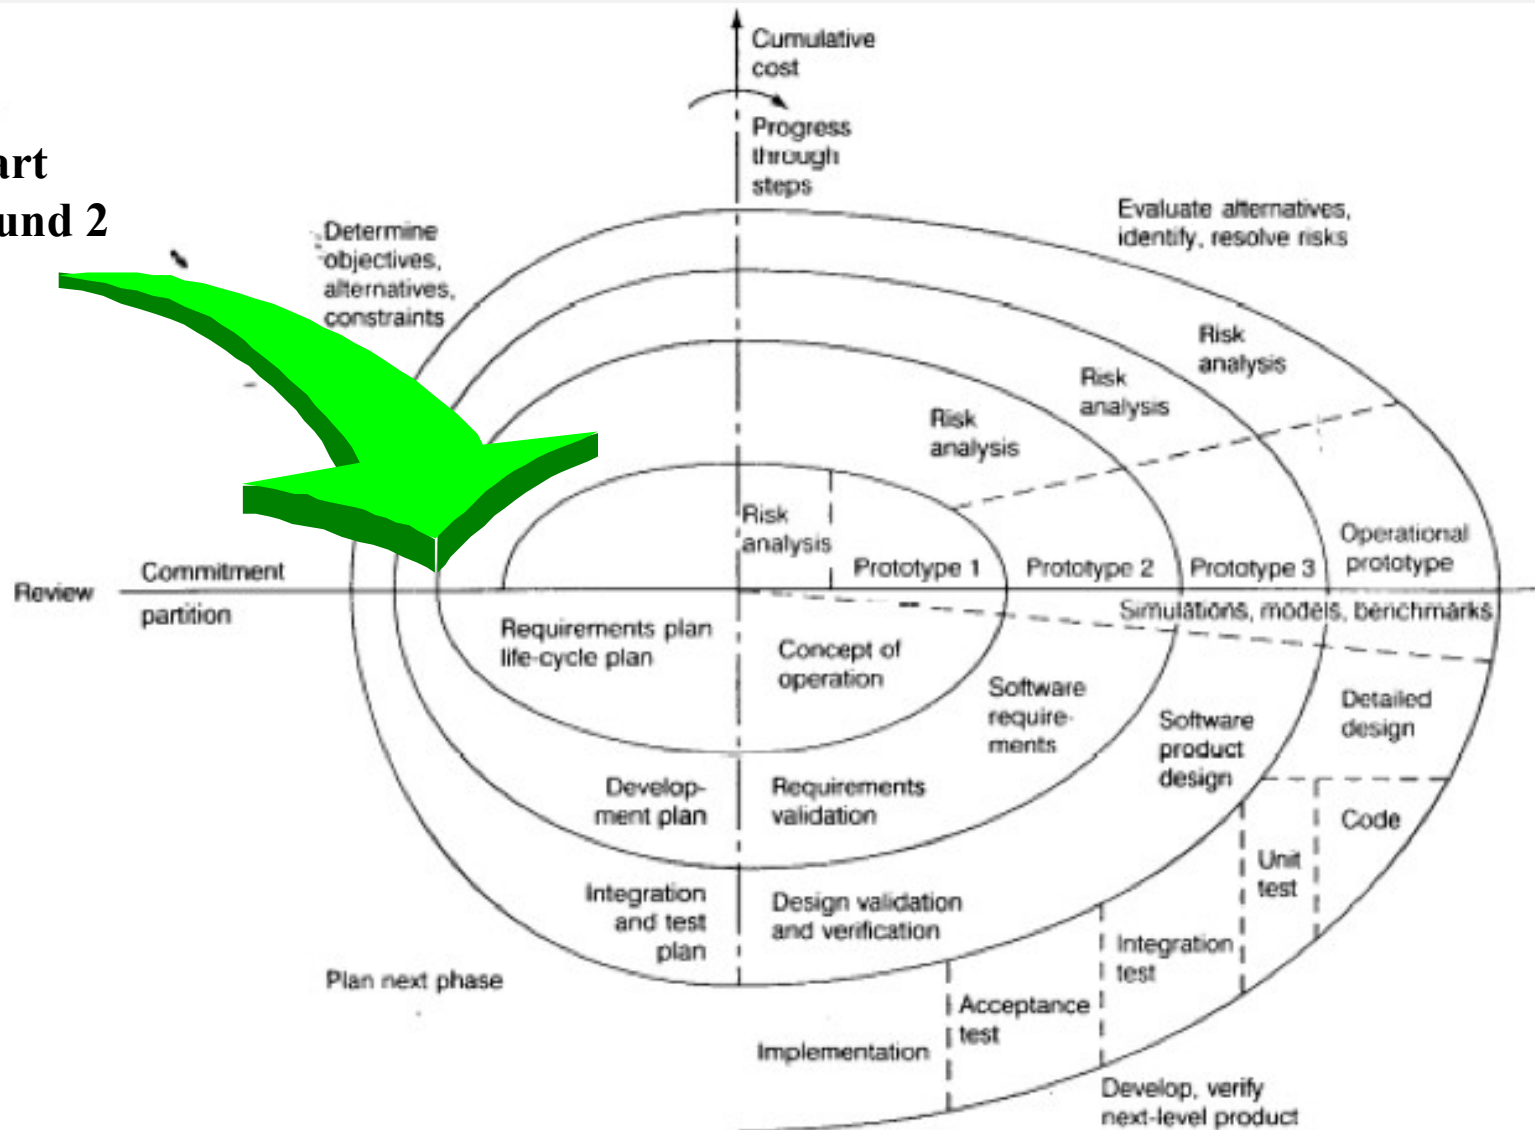 Cumulative
cost
Progress
through
steps
art
und 2
Determine
objectives,
alternatives,
constraints
Evaluate alternatives,
identify, resolve risks
Risk
analysis
Risk
analysis
Risk
analysis
Risk
analysis
Operational
prototype
Prototype 1
Prototype 2
Prototype 3
Review
Commitment
partition
Simulations, models, benchmarks
Requirements plan
life-cycle plan
Concept of
operation
Software
require-
ments
Software
product
design
Detailed
design
Develop-
ment plan
Requirements
validation
Code
Unit
test
Integration
and test
plan
Design validation
and verification
Integration
test
Plan next phase
Acceptance
test
Implementation
Develop, verify
next-level product